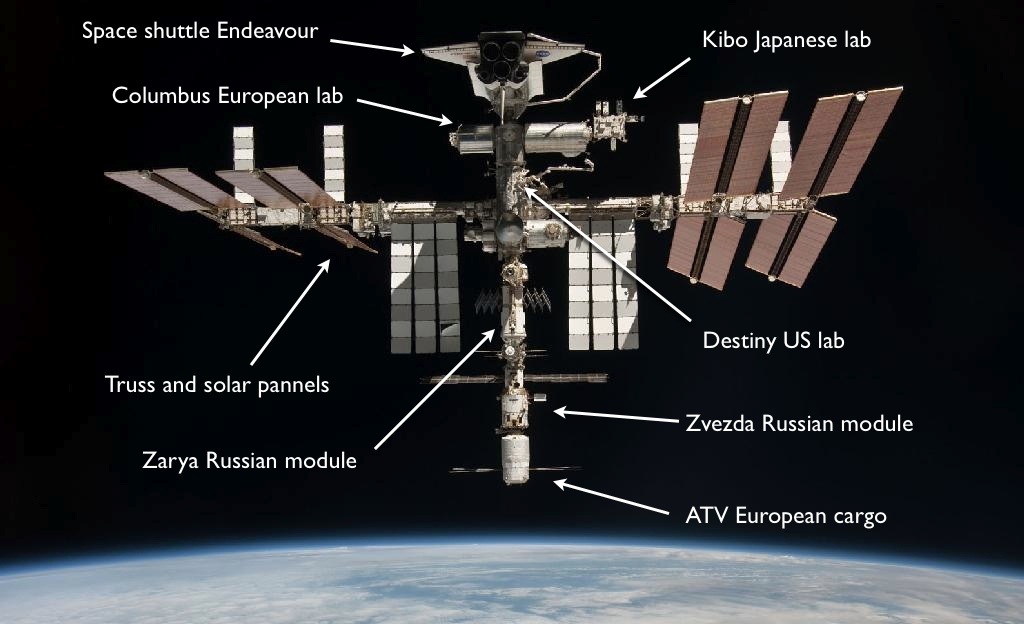 Space shuttle Endeavour
Kibo Japanese lab
Columbus European lab
Destiny US lab
Truss and solar pannels
Zvezda Russian module
Zarya Russian module
ATV European cargo